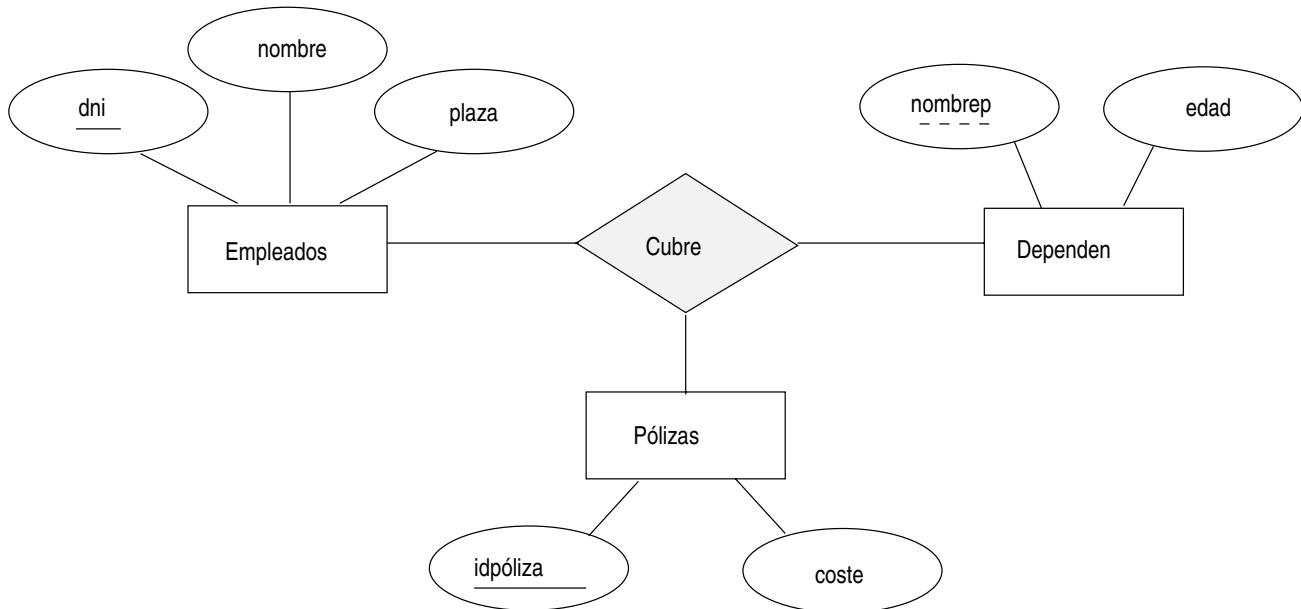 nombre
dni
plaza
nombrep
edad
Empleados
Cubre
Dependen
Pólizas
idpóliza
coste